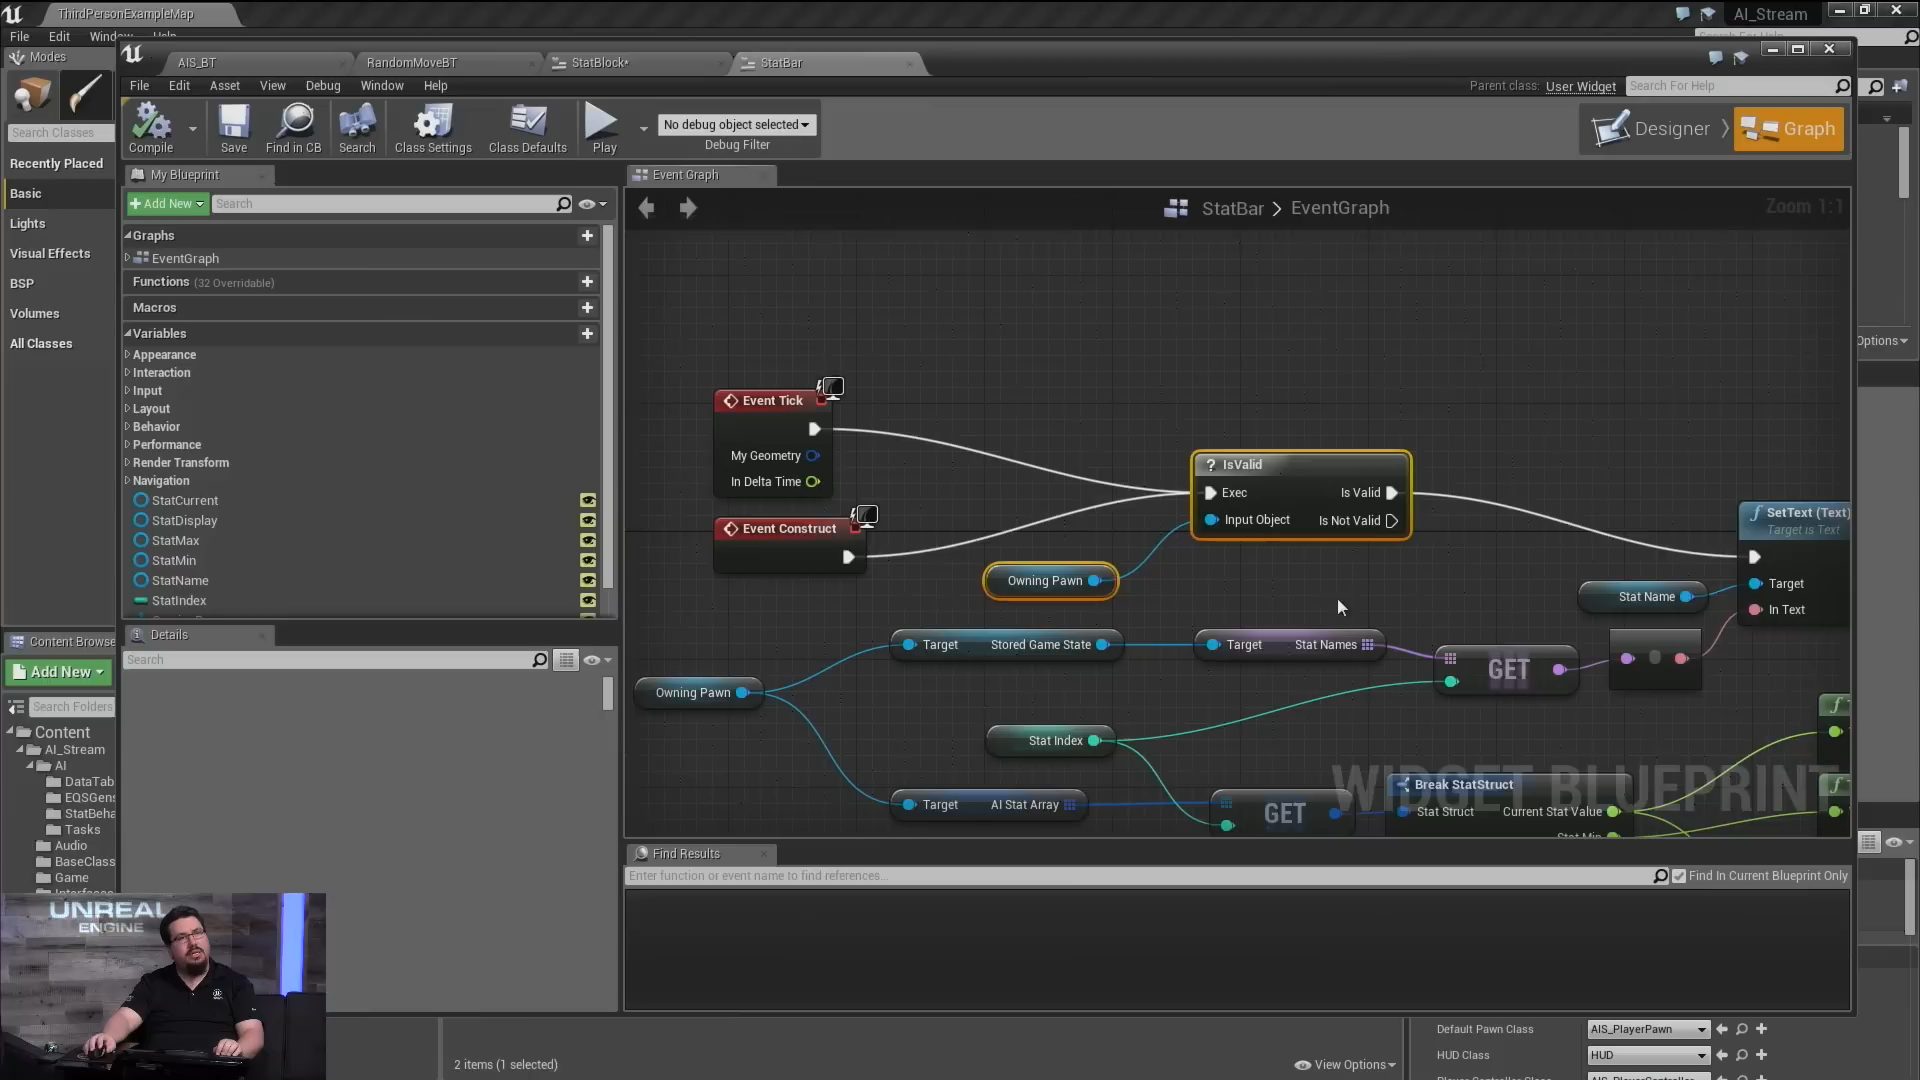 ThirdPersonExampleMap
AI_Stream
File Edit Window Help
Search For Help
Modes
Search Classes
Recently Placed
Basic
Lights
Visual Effects
BSP
Volumes
All Classes
Content Browse
Add New
Search Folders
Content
AI_Stream
AI
DataTab
EQSGens
StatBeha
Tasks
Audio
BaseClass
Game
AIS_BT
RandomMoveBT
StatBlock*
StatBar
File Edit Asset View Debug Window Help
Parent class: User Widget
Search For Help
Compile
Save
Find in CB
Search
Class Settings
Class Defaults
Play
No debug object selected
Debug Filter
Designer
Graph
My Blueprint
Add New
Search
Graphs
EventGraph
Functions (32 Overridable)
Macros
Variables
Appearance
Interaction
Input
Layout
Behavior
Performance
Render Transform
Navigation
StatCurrent
StatDisplay
StatMax
StatMin
StatName
StatIndex
Details
Search
Event Graph
StatBar > EventGraph
Zoom 1:1
Event Tick
My Geometry
In Delta Time
Event Construct
? IsValid
Exec Is Valid
Input Object Is Not Valid
Owning Pawn
SetText (Text)
Target is Text
Target
In Text
Stat Name
Target Stored Game State
Target Stat Names
GET
Owning Pawn
Stat Index
Target AI Stat Array
GET
Break StatStruct
Stat Struct Current Stat Value
Stat Min
WIDGET BLUEPRINT
Find Results
Enter function or event name to find references...
Find In Current Blueprint Only
Options
UNREAL
ENGINE
2 items (1 selected)
View Options
Default Pawn Class AIS_PlayerPawn
HUD Class HUD